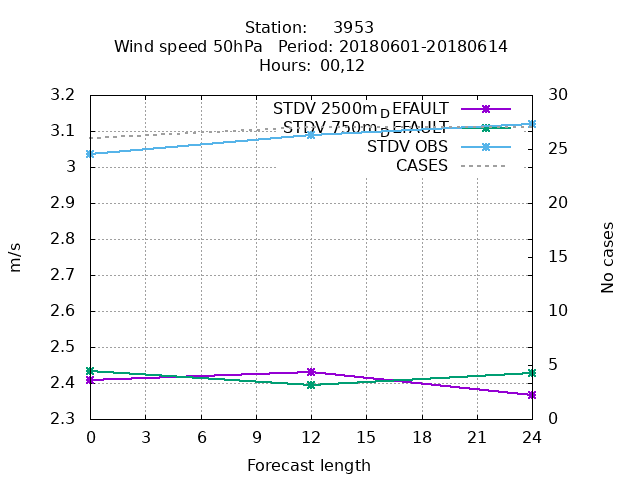 Station: 3953
Wind speed 50hPa Period: 20180601-20180614
Hours: 00,12
3.2
3.1
3
2.9
2.8
2.7
2.6
2.5
2.4
2.3
30
25
20
15
10
5
0
STDV 2500m_DEFAULT
STDV 750m_DEFAULT
STDV OBS
CASES
m/s
No cases
0 3 6 9 12 15 18 21 24
Forecast length